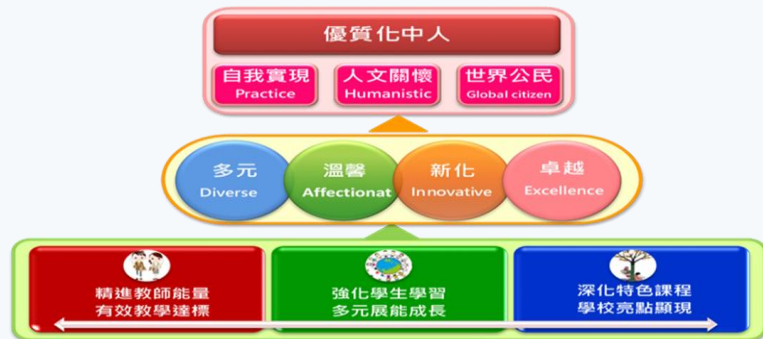 優質化中人
自我實現 人文關懷 世界公民
Practice Humanistic Global citizen
多元 溫馨 新化 卓越
Diverse Affectionat Innovative Excellence
精進教師能量 強化學生學習 深化特色課程
有效教學達標 多元展能成長 學校亮點顯現